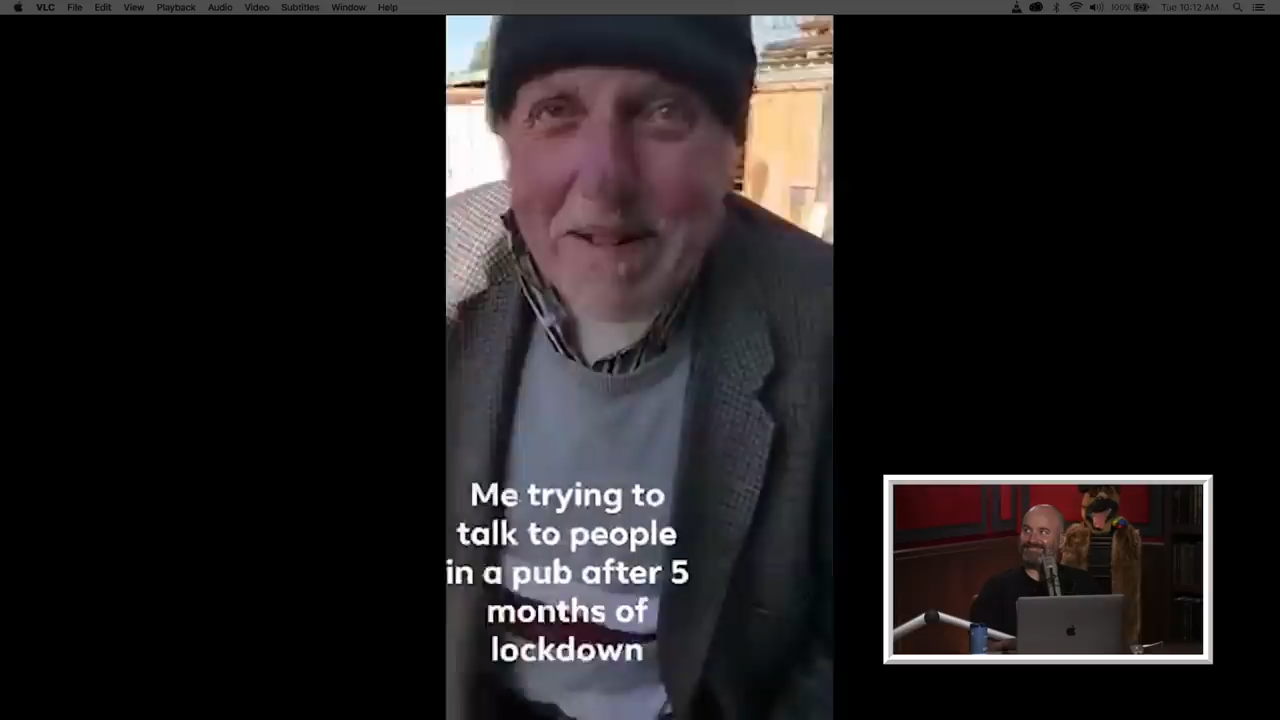 VLC File Edit View Playback Audio Video Subtitles Window Help 100% Tue 10:12 AM
Me trying to
talk to people
in a pub after 5
months of
lockdown